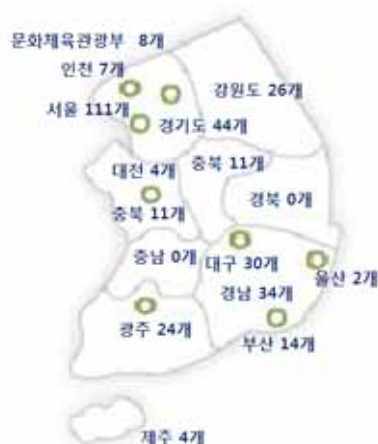 문화체육관광부 8개
인천 7개
강원도 26개
서울 111개
경기도 44개
충북 11개
대전 4개
경북 0개
충북 11개
충남 0개
대구 30개
울산 2개
경남 34개
광주 24개
부산 14개
제주 4개